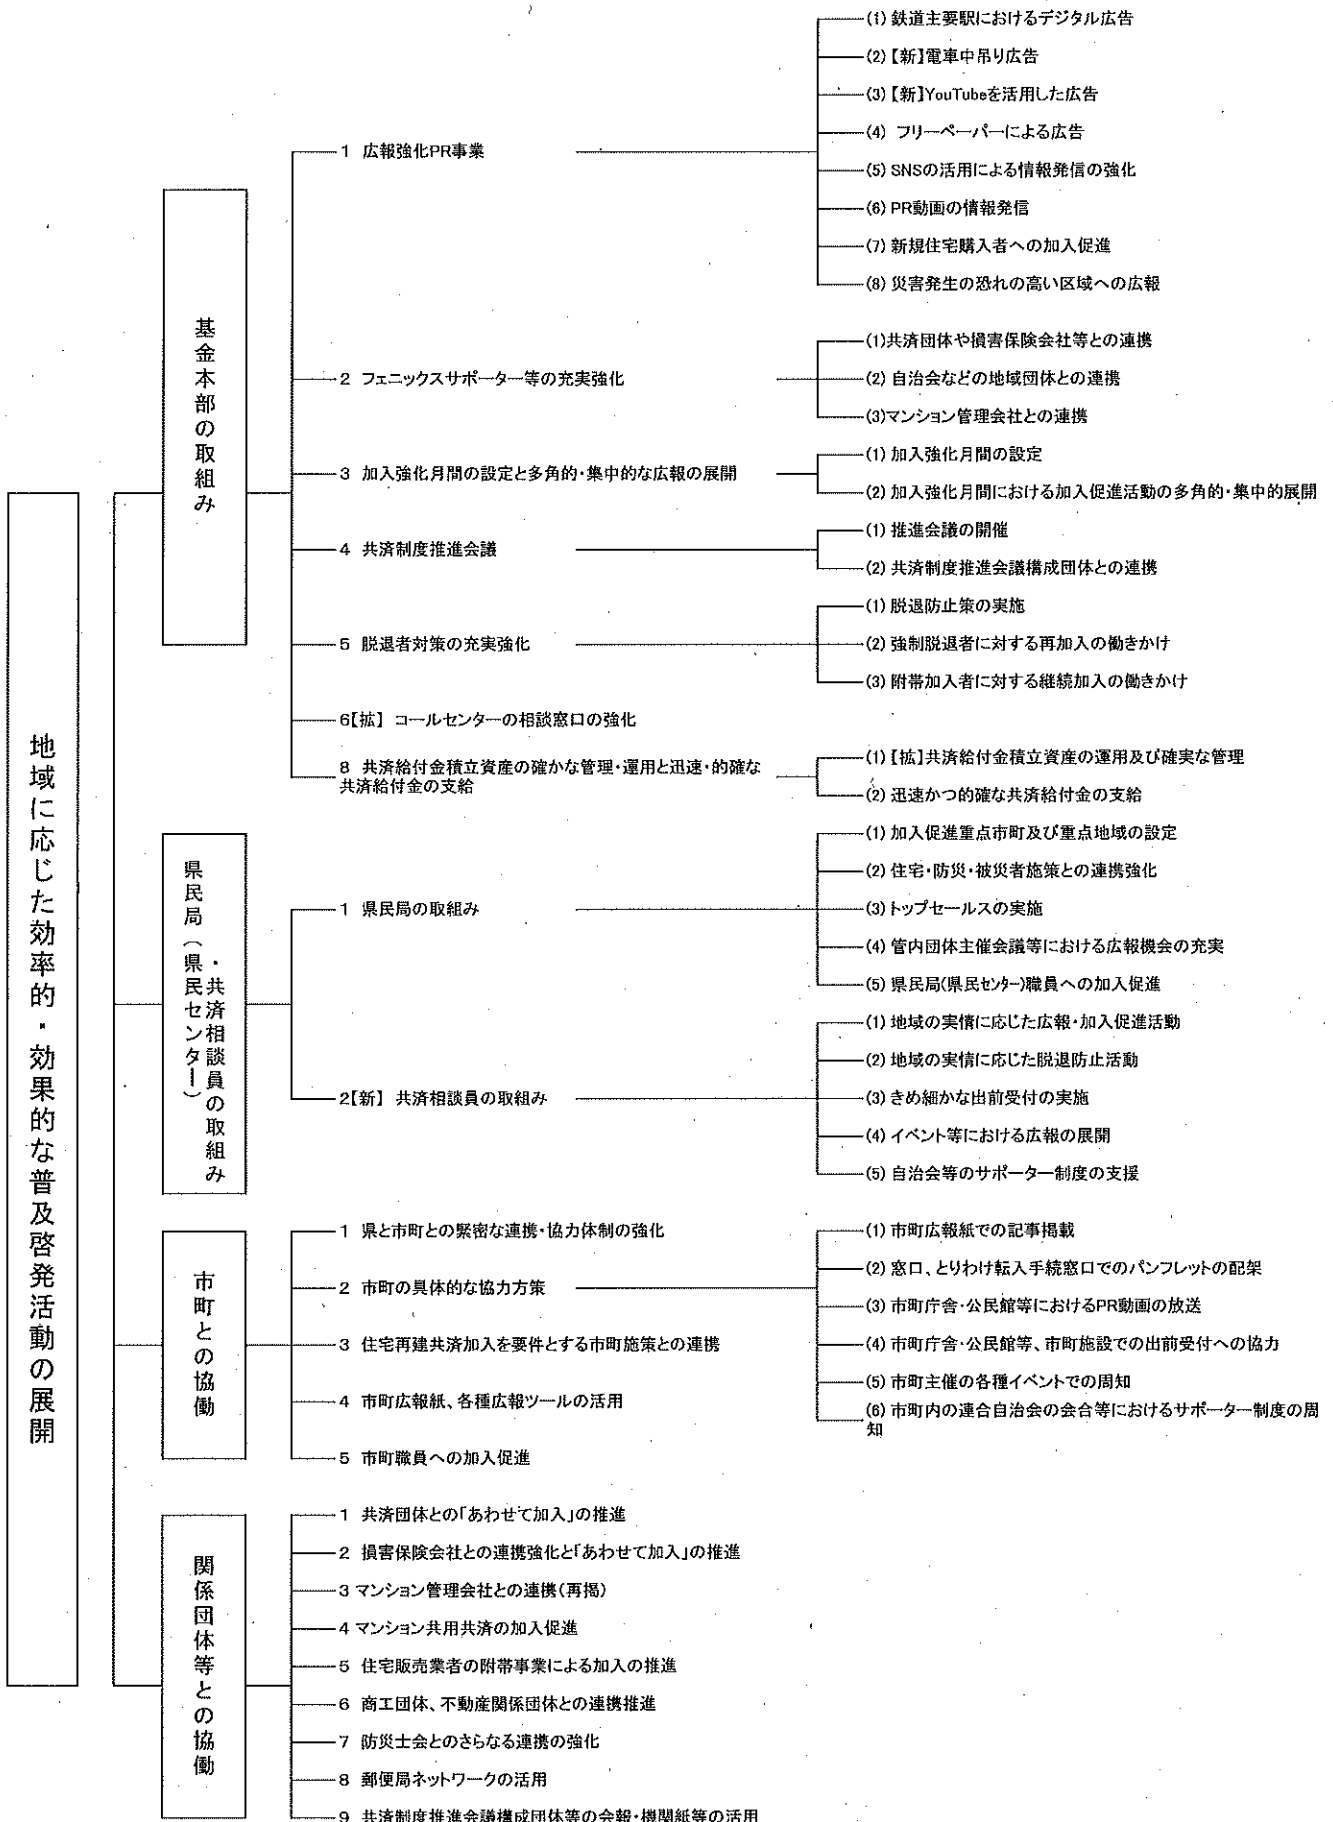 地域に応じた効率的・効果的な普及啓発活動の展開
基金本部の取組み
1 広報強化PR事業
(1) 鉄道主要駅におけるデジタル広告
(2)【新】電車中吊り広告
(3)【新】YouTubeを活用した広告
(4) フリーペーパーによる広告
(5) SNSの活用による情報発信の強化
(6) PR動画の情報発信
(7) 新規住宅購入者への加入促進
(8) 災害発生の恐れの高い区域への広報
2 フェニックスサポーター等の充実強化
(1)共済団体や損害保険会社等との連携
(2) 自治会などの地域団体との連携
(3)マンション管理会社との連携
3 加入強化月間の設定と多角的・集中的な広報の展開
(1) 加入強化月間の設定
(2) 加入強化月間における加入促進活動の多角的・集中的展開
4 共済制度推進会議
(1) 推進会議の開催
(2) 共済制度推進会議構成団体との連携
5 脱退者対策の充実強化
(1) 脱退防止策の実施
(2) 強制脱退者に対する再加入の働きかけ
(3) 附帯加入者に対する継続加入の働きかけ
6【拡】 コールセンターの相談窓口の強化
8 共済給付金積立資産の確かな管理・運用と迅速・的確な
共済給付金の支給
(1)【拡】共済給付金積立資産の運用及び確実な管理
(2) 迅速かつ的確な共済給付金の支給
県民局(県民センター)
・共済相談員の取組み
1 県民局の取組み
(1) 加入促進重点市町及び重点地域の設定
(2) 住宅・防災・被災者施策との連携強化
(3)トップセールスの実施
(4) 管内団体主催会議等における広報機会の充実
(5) 県民局(県民センター)職員への加入促進
2【新】 共済相談員の取組み
(1) 地域の実情に応じた広報・加入促進活動
(2) 地域の実情に応じた脱退防止活動
(3) きめ細かな出前受付の実施
(4) イベント等における広報の展開
(5) 自治会等のサポーター制度の支援
市町との協働
1 県と市町との緊密な連携・協力体制の強化
2 市町の具体的な協力方策
(1) 市町広報紙での記事掲載
(2) 窓口、とりわけ転入手続窓口でのパンフレットの配架
(3) 市町庁舎・公民館等におけるPR動画の放送
(4) 市町庁舎・公民館等、市町施設での出前受付への協力
(5) 市町主催の各種イベントでの周知
(6) 市町内の連合自治会の会合等におけるサポーター制度の周
知
3 住宅再建共済加入を要件とする市町施策との連携
4 市町広報紙、各種広報ツールの活用
5 市町職員への加入促進
関係団体等との協働
1 共済団体との「あわせて加入」の推進
2 損害保険会社との連携強化と「あわせて加入」の推進
3 マンション管理会社との連携(再掲)
4 マンション共用共済の加入促進
5 住宅販売業者の附帯事業による加入の推進
6 商工団体、不動産関係団体との連携推進
7 防災士会とのさらなる連携の強化
8 郵便局ネットワークの活用
9 共済制度推進会議構成団体等の会報・機関紙等の活用